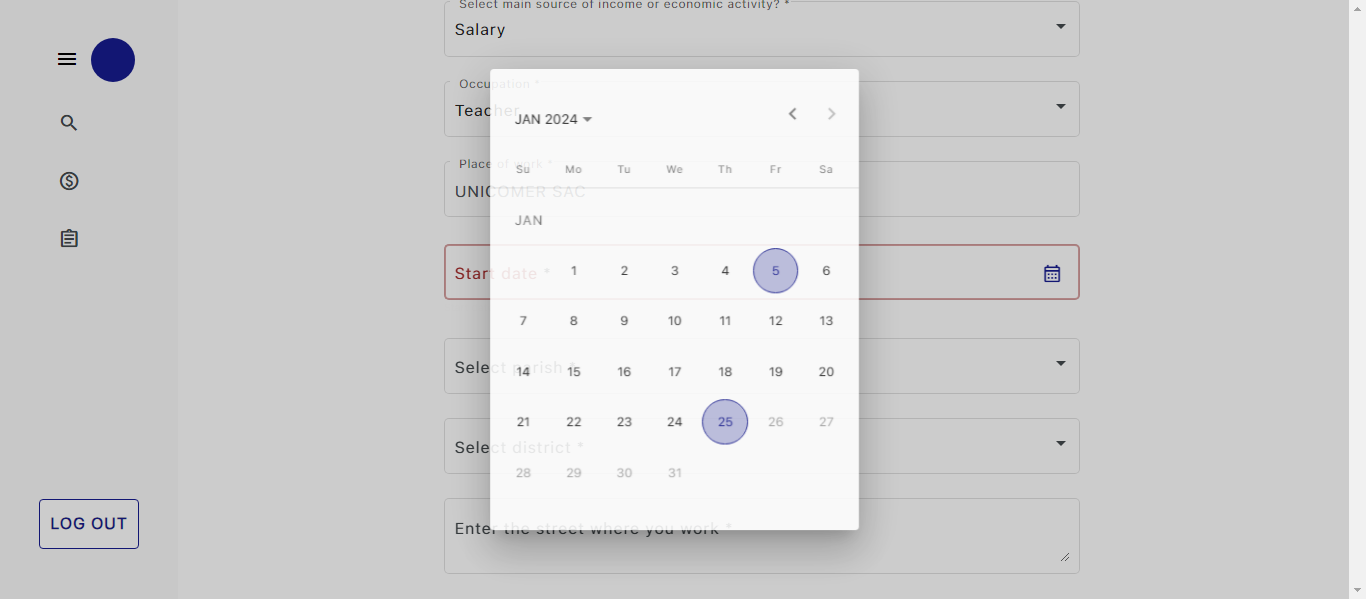 Select main source of income or economic activity? *
Salary
Occupation *
Teacher
JAN 2024
Place of work *
Su Mo Tu We Th Fr Sa
UNICOMER SAC
JAN
1 2 3 4 5 6
Start date *
7 8 9 10 11 12 13
Select parish *
14 15 16 17 18 19 20
21 22 23 24 25 26 27
Select district *
28 29 30 31
Enter the street where you work *
LOG OUT